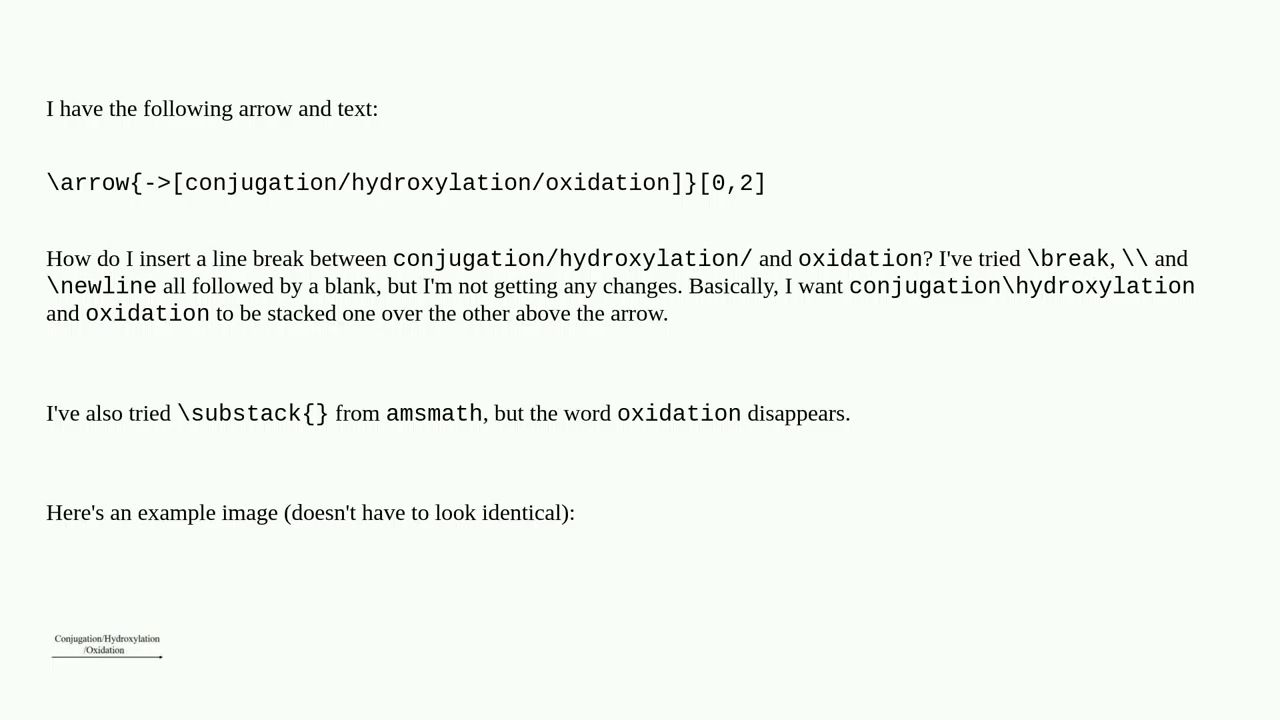 I have the following arrow and text:
\arrow{->[conjugation/hydroxylation/oxidation]}[0,2]
How do I insert a line break between conjugation/hydroxylation/ and oxidation? I've tried \break, \\ and
\newline all followed by a blank, but I'm not getting any changes. Basically, I want conjugation\hydroxylation
and oxidation to be stacked one over the other above the arrow.
I've also tried \substack{} from amsmath, but the word oxidation disappears.
Here's an example image (doesn't have to look identical):
Conjugation/Hydroxylation
/Oxidation